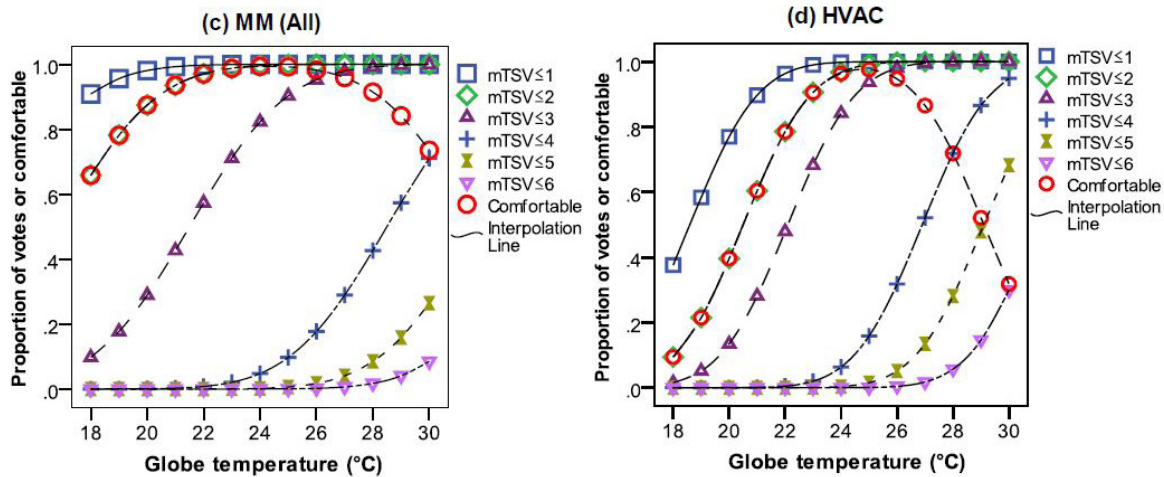 (c) MM (All)
Proportion of votes or comfortable
1.0
.8
.6
.4
.2
.0
18 20 22 24 26 28 30
Globe temperature (°C)
mTSV≤1
mTSV≤2
mTSV≤3
mTSV≤4
mTSV≤5
mTSV≤6
Comfortable
Interpolation
Line
(d) HVAC
Proportion of votes or comfortable
1.0
.8
.6
.4
.2
.0
18 20 22 24 26 28 30
Globe temperature (°C)
mTSV≤1
mTSV≤2
mTSV≤3
mTSV≤4
mTSV≤5
mTSV≤6
Comfortable
Interpolation
Line